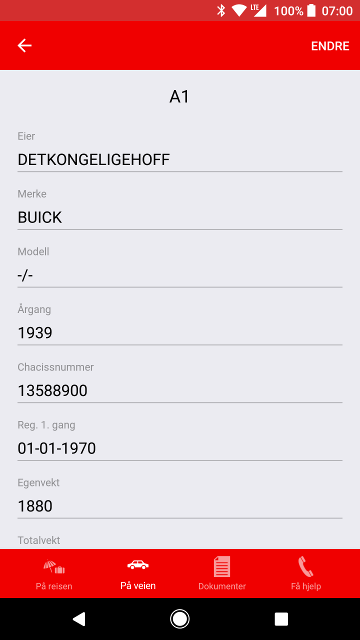 LTE 100% 07:00
ENDRE
A1
Eier
DETKONGELIGEHOFF
Merke
BUICK
Modell
-/-
Årgang
1939
Chacissnummer
13588900
Reg. 1. gang
01-01-1970
Egenvekt
1880
Totalvekt
På reisen På veien Dokumenter Få hjelp